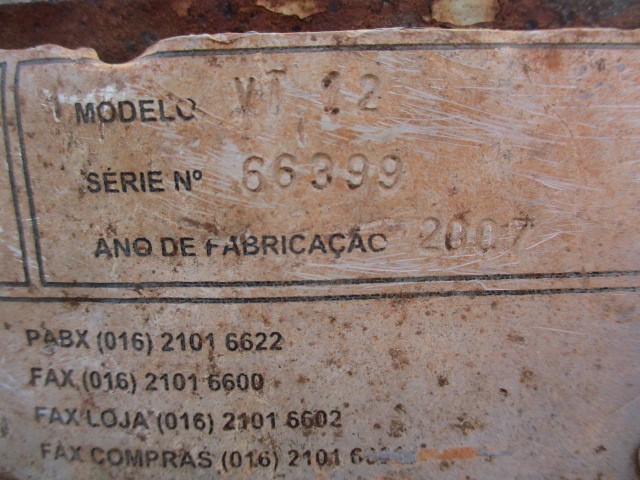 MODELO VT 12
SÉRIE Nº 66399
ANO DE FABRICAÇÃO 2007
PABX (016) 2101 6622
FAX (016) 2101 6600
FAX LOJA (016) 2101 6602
FAX COMPRAS (016) 2101